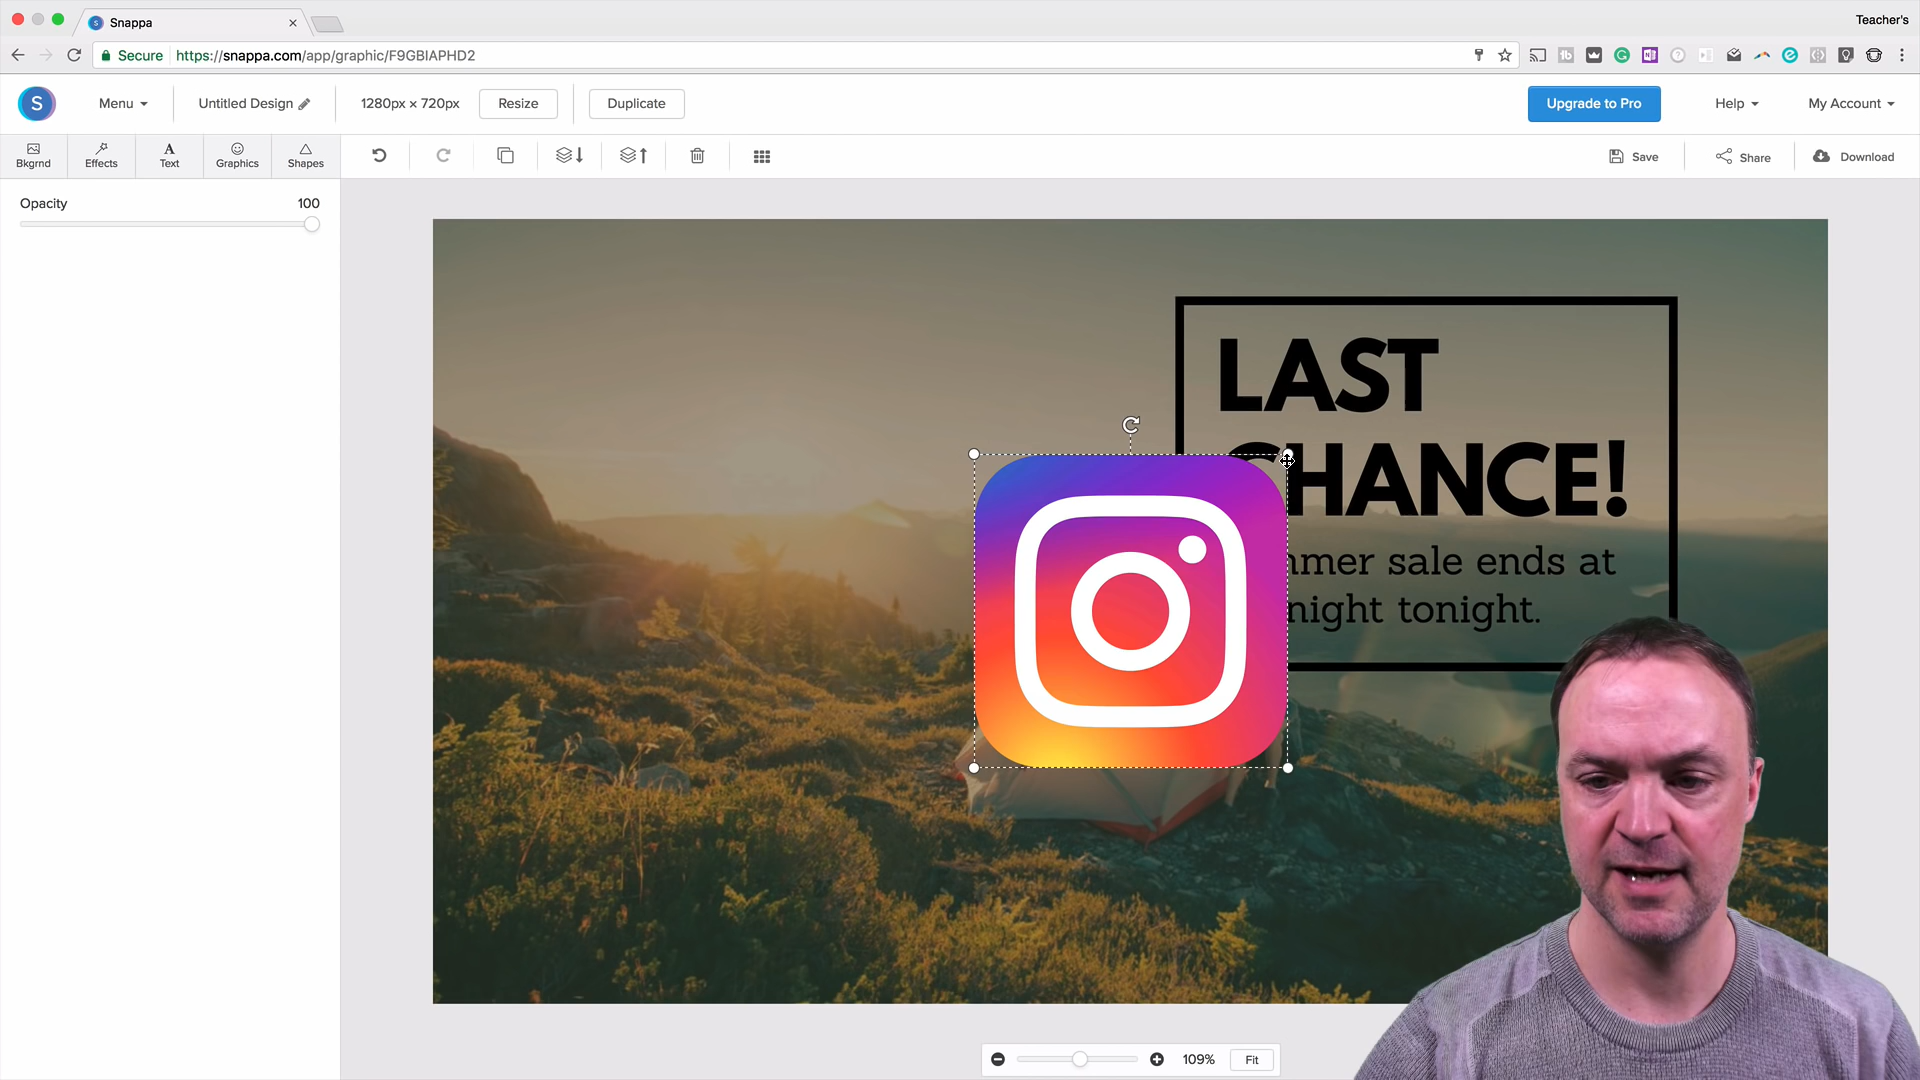 Snappa
Teacher's
Secure https://snappa.com/app/graphic/F9GBIAPHD2
S Menu Untitled Design 1280px × 720px Resize Duplicate Upgrade to Pro Help My Account
Bkgrnd Effects Text Graphics Shapes Save Share Download
Opacity 100
LAST
CHANCE!
mmer sale ends at
night tonight.
109% Fit